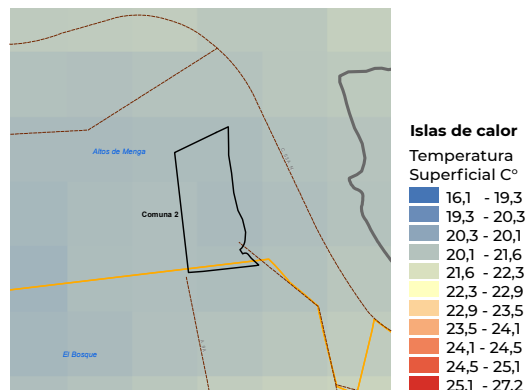 Altos de Menga
Comuna 2
El Bosque
Islas de calor
Temperatura
Superficial C°
16,1 - 19,3
19,3 - 20,3
20,3 - 20,1
20,1 - 21,6
21,6 - 22,3
22,3 - 22,9
22,9 - 23,5
23,5 - 24,1
24,1 - 24,5
24,5 - 25,1
25,1 - 27,2